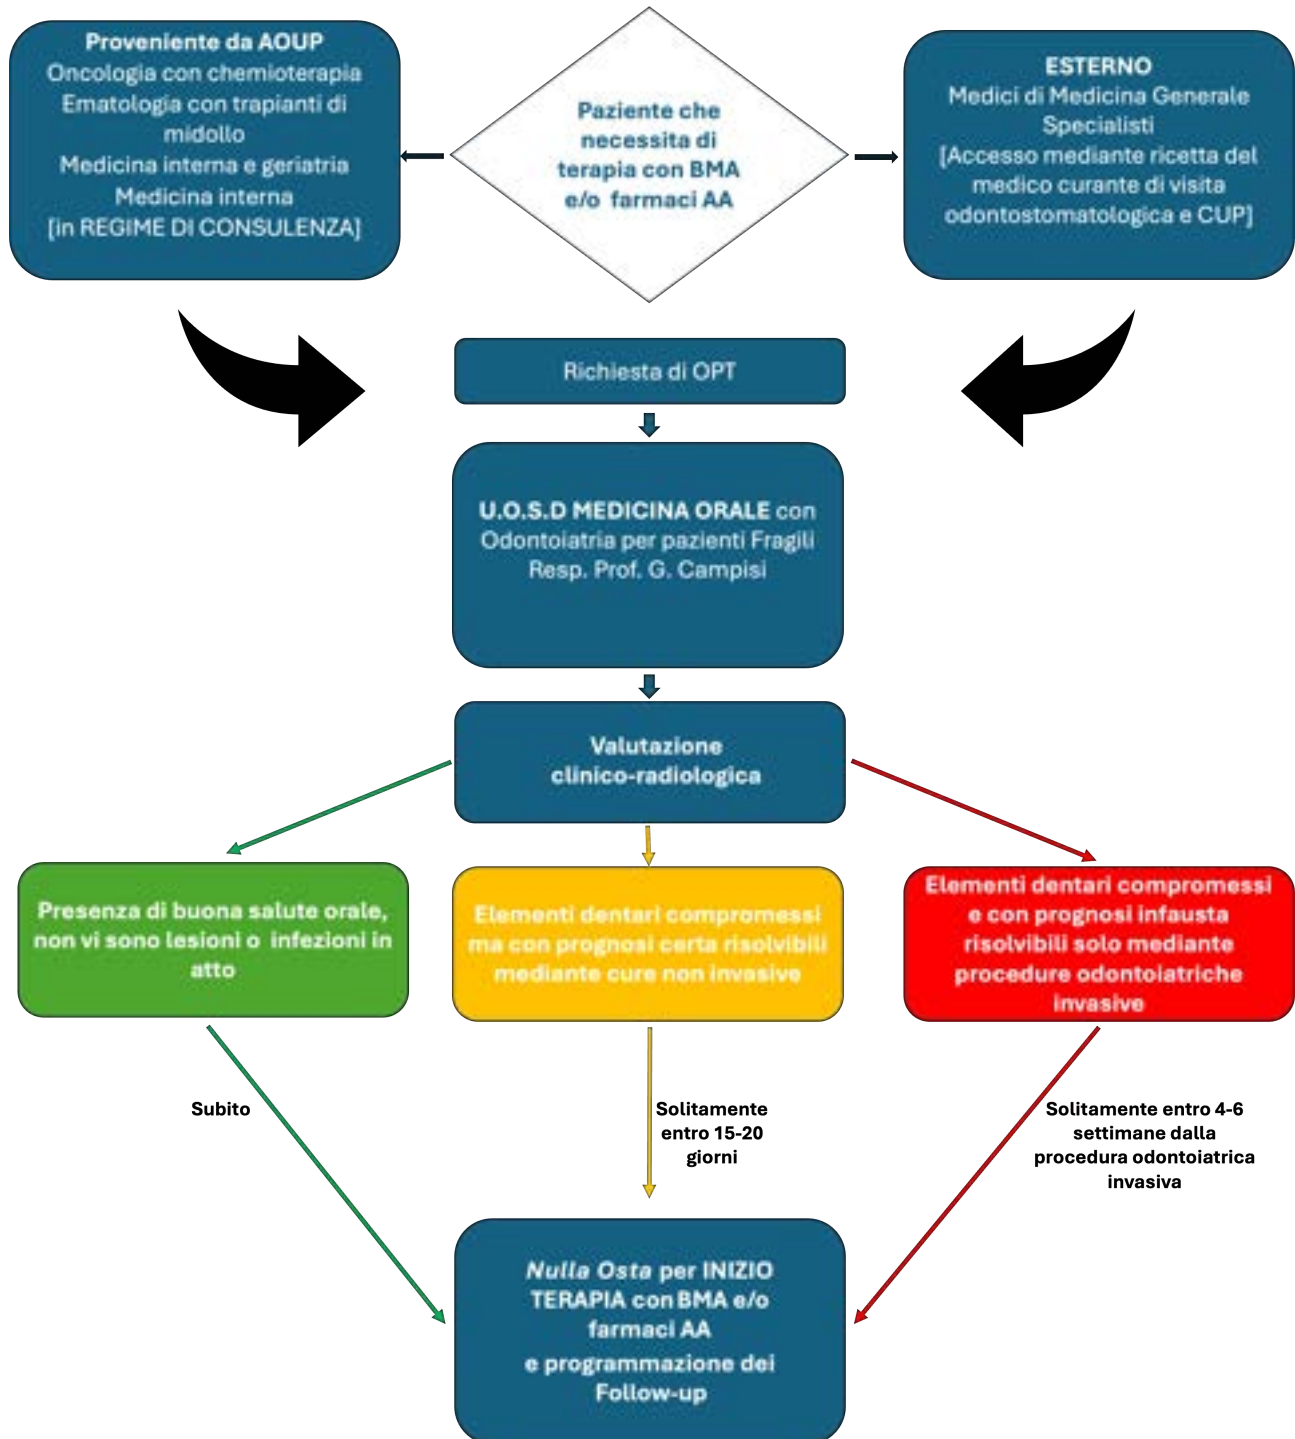 Proveniente da AOUP
Oncologia con chemioterapia
Ematologia con trapianti di
midollo
Medicina interna e geriatria
Medicina interna
[in REGIME DI CONSULENZA]
Paziente che
necessita di
terapia con BMA
e/o farmaci AA
ESTERNO
Medici di Medicina Generale
Specialisti
[Accesso mediante ricetta del
medico curante di visita
odontostomatologica e CUP]
Richiesta di OPT
U.O.S.D MEDICINA ORALE con
Odontoiatria per pazienti Fragili
Resp. Prof. G. Campisi
Valutazione
clinico-radiologica
Presenza di buona salute orale,
non vi sono lesioni o infezioni in
atto
Elementi dentari compromessi
ma con prognosi certa risolvibili
mediante cure non invasive
Elementi dentari compromessi
e con prognosi infausta
risolvibili solo mediante
procedure odontoiatriche
invasive
Subito
Solitamente
entro 15-20
giorni
Solitamente entro 4-6
settimane dalla
procedura odontoiatrica
invasiva
Nulla Osta per INIZIO
TERAPIA con BMA e/o
farmaci AA
e programmazione dei
Follow-up